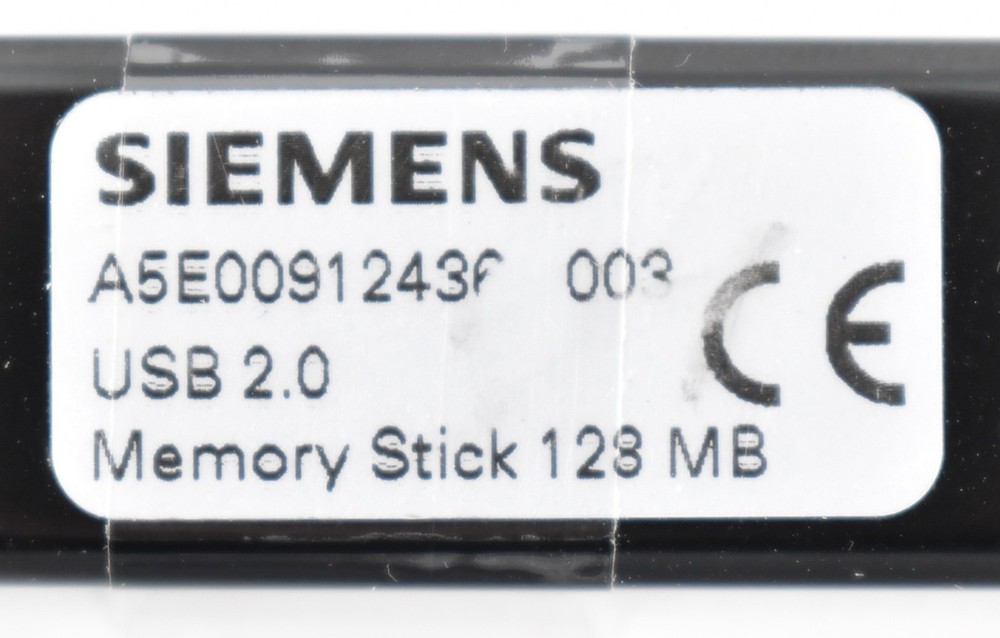 SIEMENS
A5E00912436 003
USB 2.0
Memory Stick 128 MB
CE